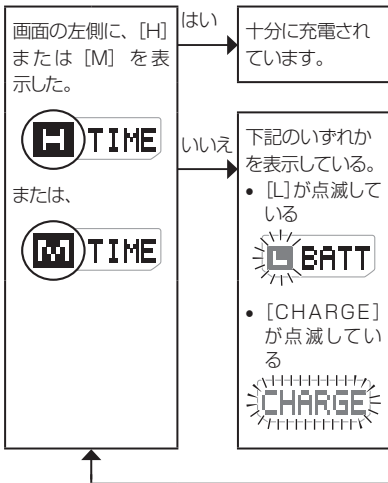 画面の左側に、[H]
または [M] を表
示した。
H TIME
または、
M TIME
はい
十分に充電され
ています。
いいえ
下記のいずれか
を表示している。
• [L]が点滅して
いる
L BATT
• [CHARGE]
が点滅してい
る
CHARGE